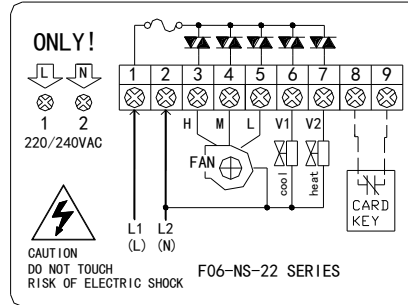 ONLY!
L N
1 2
220/240VAC
1 2 3 4 5 6 7 8 9
H M L V1 V2
FAN
cool
heat
L1 L2
(L) (N)
CARD
KEY
CAUTION
DO NOT TOUCH
RISK OF ELECTRIC SHOCK
F06-NS-22 SERIES